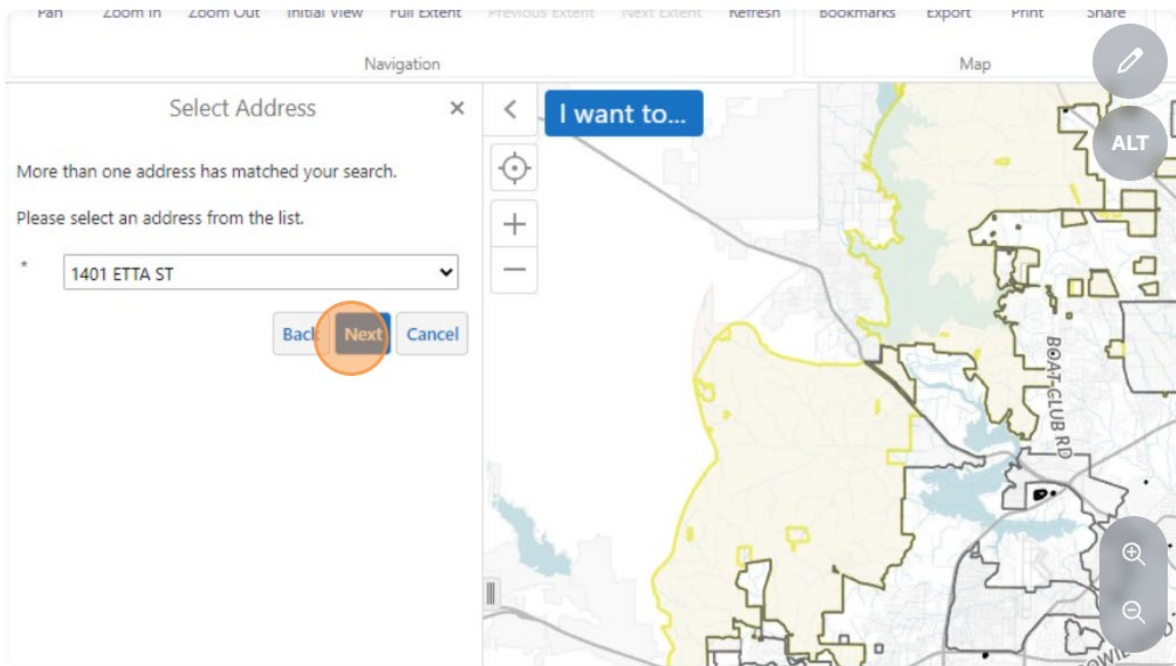 Pan Zoom In Zoom Out Initial View Full Extent Previous Extent Next Extent Refresh Bookmarks Export Print Share
Navigation Map
Select Address ×
I want to...
ALT
More than one address has matched your search.
Please select an address from the list.
* 1401 ETTA ST
Back Next Cancel
BOAT CLUB RD